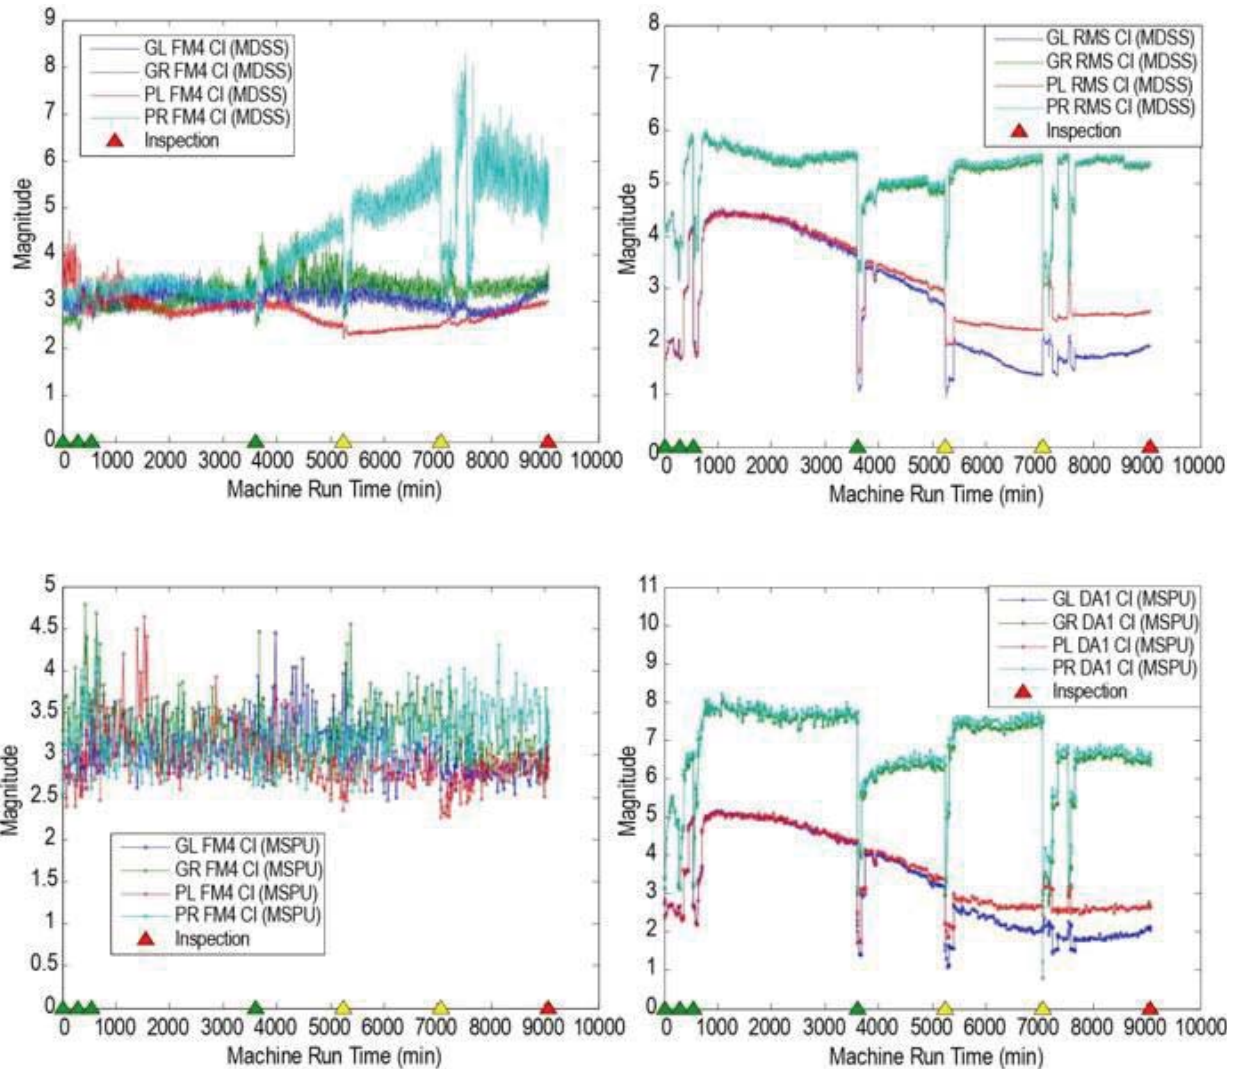 9
8
7
6
5
4
3
2
1
0
Magnitude
GL FM4 CI (MDSS)
GR FM4 CI (MDSS)
PL FM4 CI (MDSS)
PR FM4 CI (MDSS)
Inspection
0 1000 2000 3000 4000 5000 6000 7000 8000 9000 10000
Machine Run Time (min)
8
7
6
5
4
3
2
1
0
Magnitude
GL RMS CI (MDSS)
GR RMS CI (MDSS)
PL RMS CI (MDSS)
PR RMS CI (MDSS)
Inspection
0 1000 2000 3000 4000 5000 6000 7000 8000 9000 10000
Machine Run Time (min)
5
4.5
4
3.5
3
2.5
2
1.5
1
0.5
0
Magnitude
GL FM4 CI (MSPU)
GR FM4 CI (MSPU)
PL FM4 CI (MSPU)
PR FM4 CI (MSPU)
Inspection
0 1000 2000 3000 4000 5000 6000 7000 8000 9000 10000
Machine Run Time (min)
11
10
9
8
7
6
5
4
3
2
1
0
Magnitude
GL DA1 CI (MSPU)
GR DA1 CI (MSPU)
PL DA1 CI (MSPU)
PR DA1 CI (MSPU)
Inspection
0 1000 2000 3000 4000 5000 6000 7000 8000 9000 10000
Machine Run Time (min)